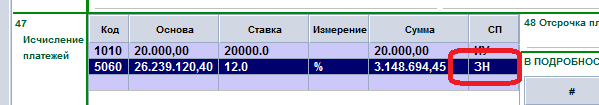 47
Исчисление
платежей
Код Основа Ставка Измерение Сумма СП
1010 20.000,00 20000.0 20.000,00
5060 26.239.120,40 12.0 % 3.148.694,45 ЗН
48 Отсрочка
В ПОДРОБНОС
#